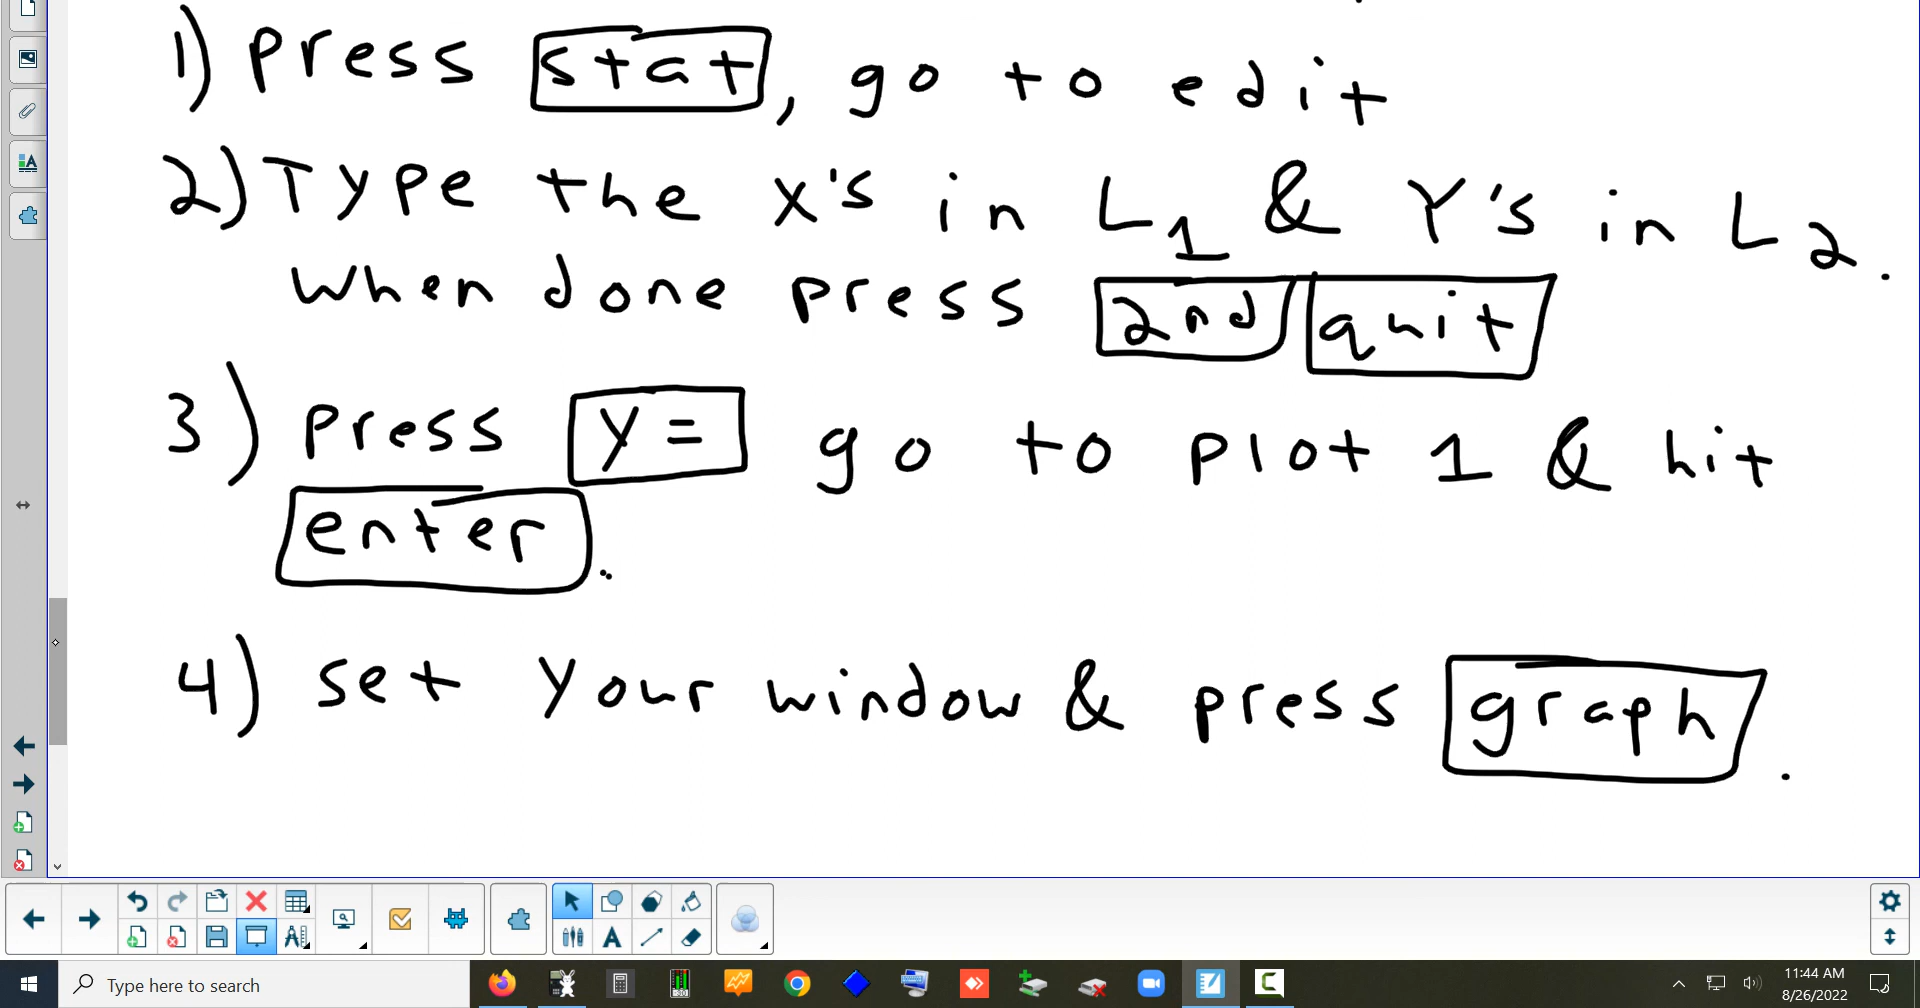 1) press stat, go to edit
2) Type the x's in L1 & Y's in L2.
when done press 2nd quit
3) press y= go to plot 1 & hit
enter.
4) set your window & press graph.
Type here to search
11:44 AM
8/26/2022